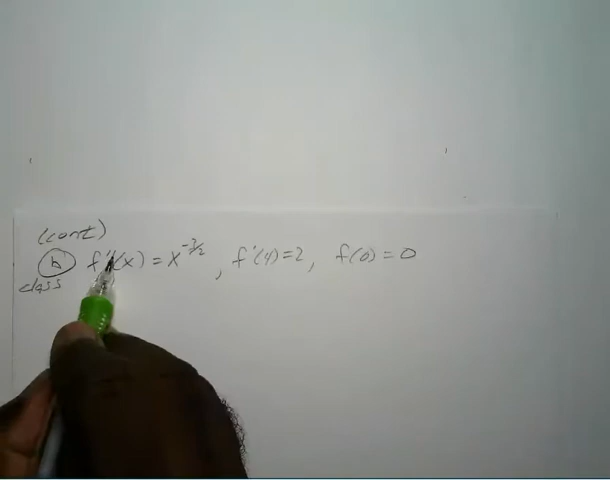 (cont)
(b) f''(x) = x^{-3/2}, f'(4)=2, f(0)=0
class